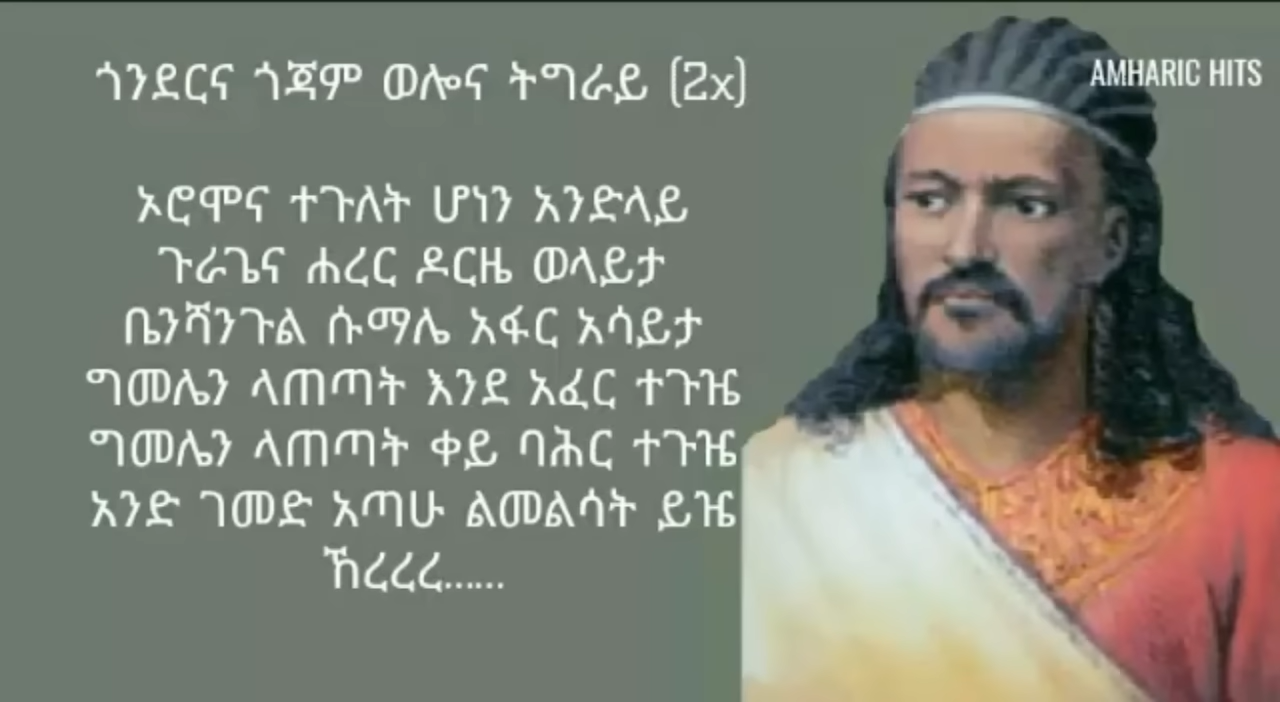 AMHARIC HITS
ጎንደርና ጎጃም ወሎና ትግራይ (2x)
ኦሮሞና ተጉለት ሆነን አንድላይ
ጉራጌና ሐረር ዶርዜ ወላይታ
ቤንሻንጉል ሱማሌ አፋር አሳይታ
ግመሌን ላጠጣት እንደ አፈር ተጉዤ
ግመሌን ላጠጣት ቀይ ባሕር ተጉዤ
አንድ ገመድ አጣሁ ልመልሳት ይዤ
ኸረረረ......